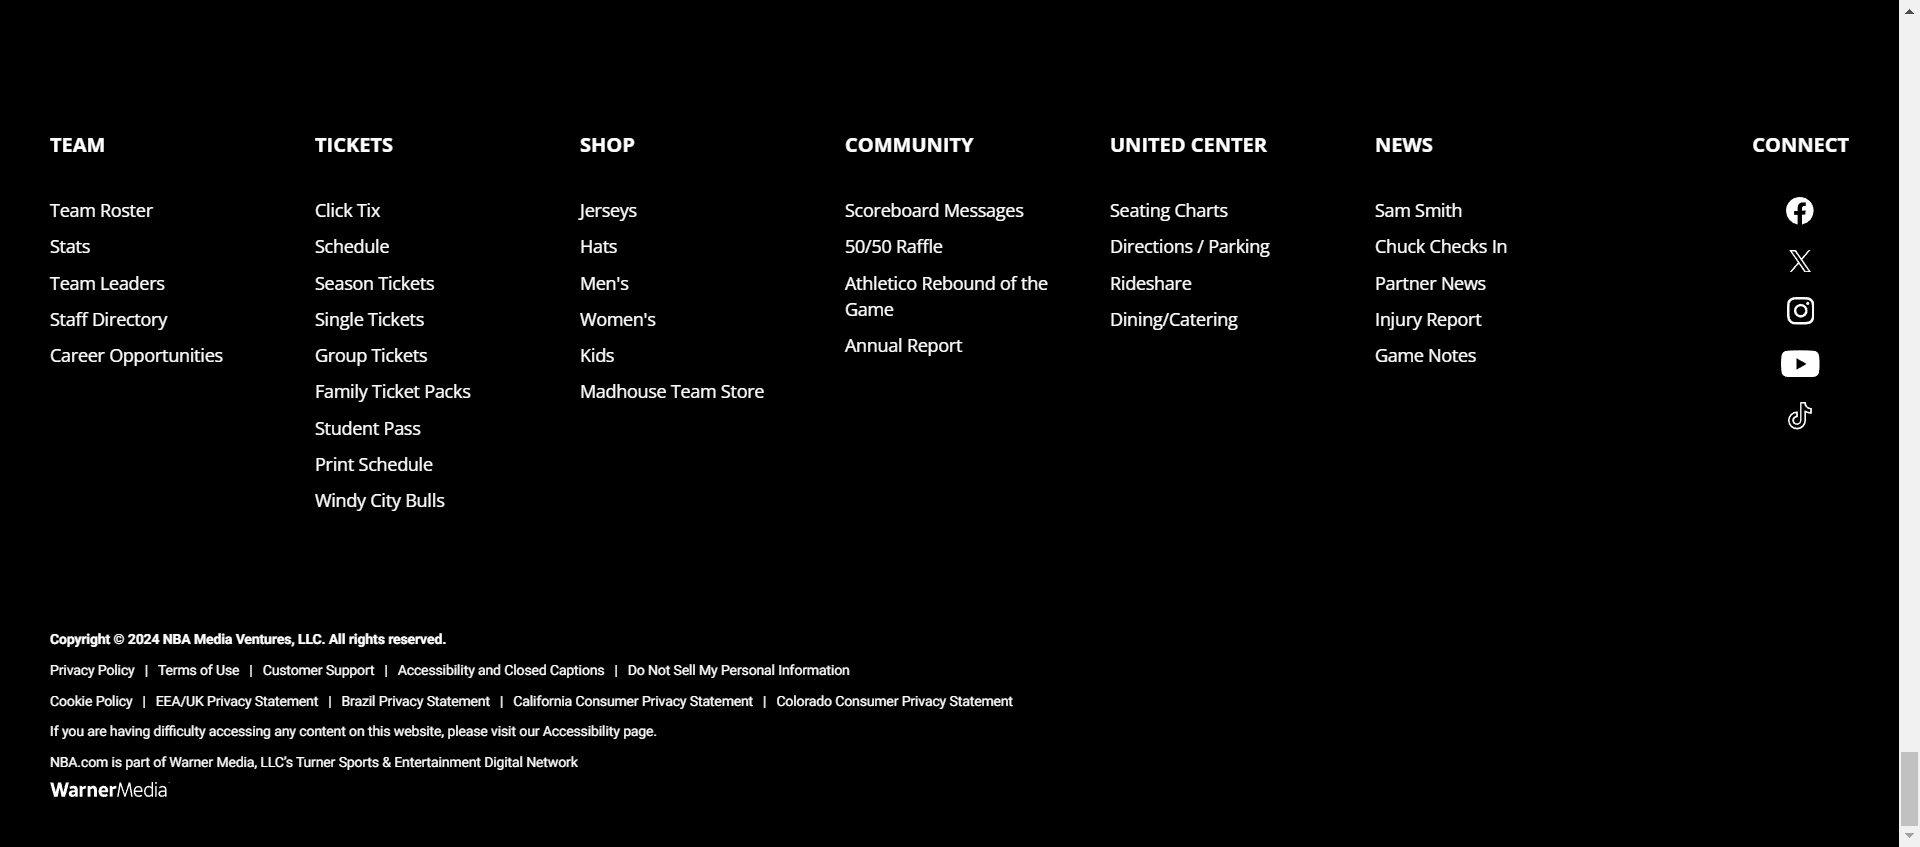 TEAM
Team Roster
Stats
Team Leaders
Staff Directory
Career Opportunities
TICKETS
Click Tix
Schedule
Season Tickets
Single Tickets
Group Tickets
Family Ticket Packs
Student Pass
Print Schedule
Windy City Bulls
SHOP
Jerseys
Hats
Men's
Women's
Kids
Madhouse Team Store
COMMUNITY
Scoreboard Messages
50/50 Raffle
Athletico Rebound of the
Game
Annual Report
UNITED CENTER
Seating Charts
Directions / Parking
Rideshare
Dining/Catering
NEWS
Sam Smith
Chuck Checks In
Partner News
Injury Report
Game Notes
CONNECT
Copyright © 2024 NBA Media Ventures, LLC. All rights reserved.
Privacy Policy | Terms of Use | Customer Support | Accessibility and Closed Captions | Do Not Sell My Personal Information
Cookie Policy | EEA/UK Privacy Statement | Brazil Privacy Statement | California Consumer Privacy Statement | Colorado Consumer Privacy Statement
If you are having difficulty accessing any content on this website, please visit our Accessibility page.
NBA.com is part of Warner Media, LLC’s Turner Sports & Entertainment Digital Network
WarnerMedia